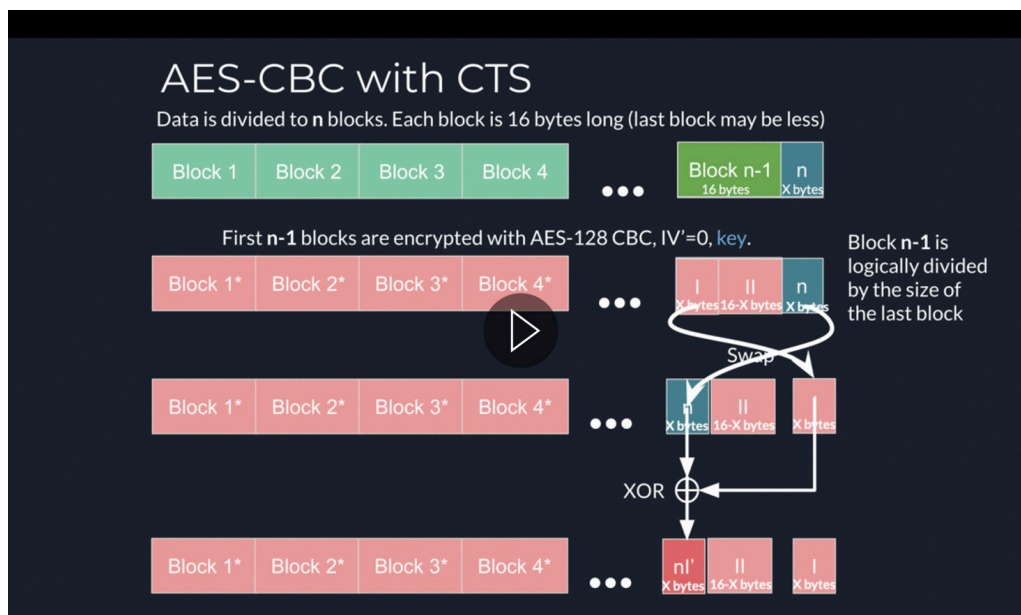 AES-CBC with CTS
Data is divided to n blocks. Each block is 16 bytes long (last block may be less)
Block 1 Block 2 Block 3 Block 4 Block n-1 n
16 bytes X bytes
First n-1 blocks are encrypted with AES-128 CBC, IV'=0, key.
Block n-1 is
logically divided
by the size of
the last block
Block 1* Block 2* Block 3* Block 4* I II n
X bytes 16-X bytes X bytes
Swap
Block 1* Block 2* Block 3* Block 4* n II I
X bytes 16-X bytes X bytes
XOR
Block 1* Block 2* Block 3* Block 4* nI' II I
X bytes 16-X bytes X bytes